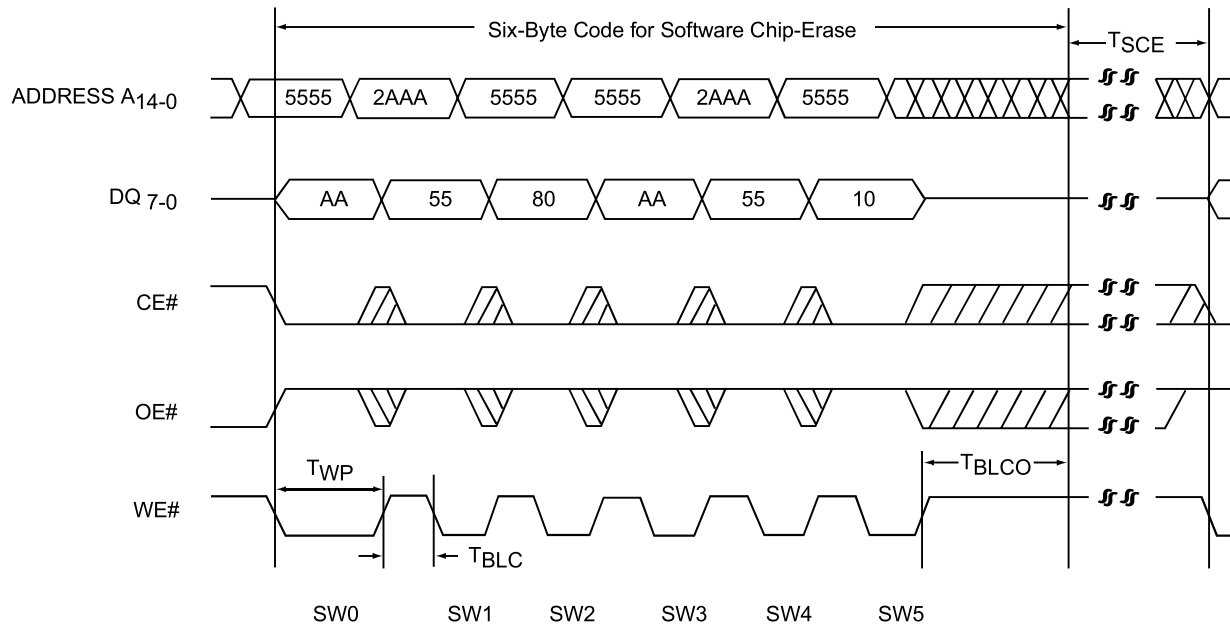 Six-Byte Code for Software Chip-Erase
TSCE
ADDRESS A14-0
5555 2AAA 5555 5555 2AAA 5555
DQ 7-0
AA 55 80 AA 55 10
CE#
OE#
TWP
TBLCO
WE#
TBLC
SW0 SW1 SW2 SW3 SW4 SW5